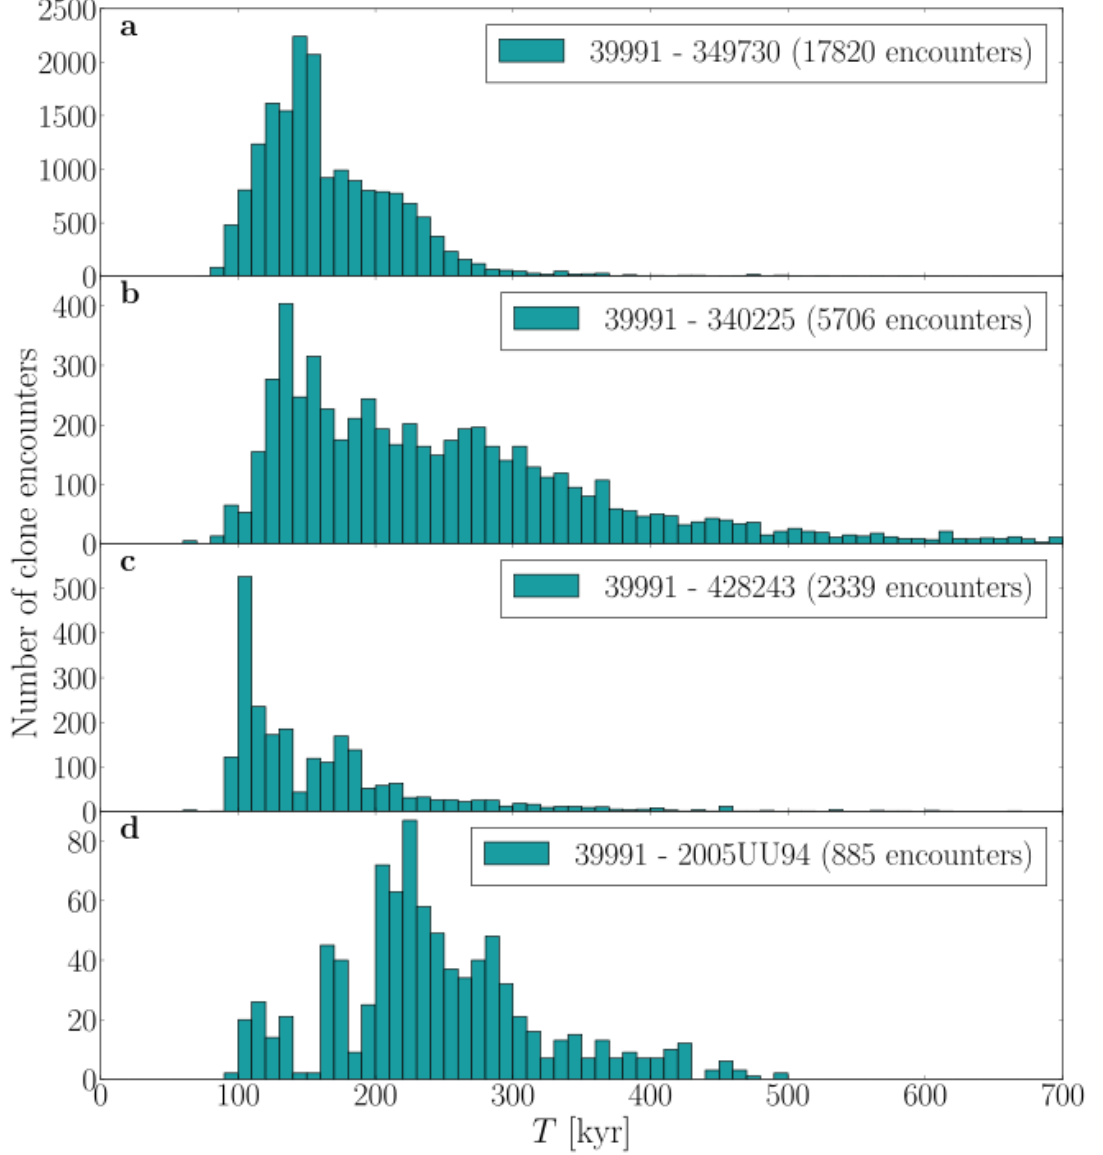 Number of clone encounters
2500
2000
1500
1000
500
0
a
39991 - 349730 (17820 encounters)
0
400
300
200
100
0
b
39991 - 340225 (5706 encounters)
500
400
300
200
100
0
c
39991 - 428243 (2339 encounters)
80
60
40
20
0
d
39991 - 2005UU94 (885 encounters)
0 100 200 300 400 500 600 700
T [kyr]